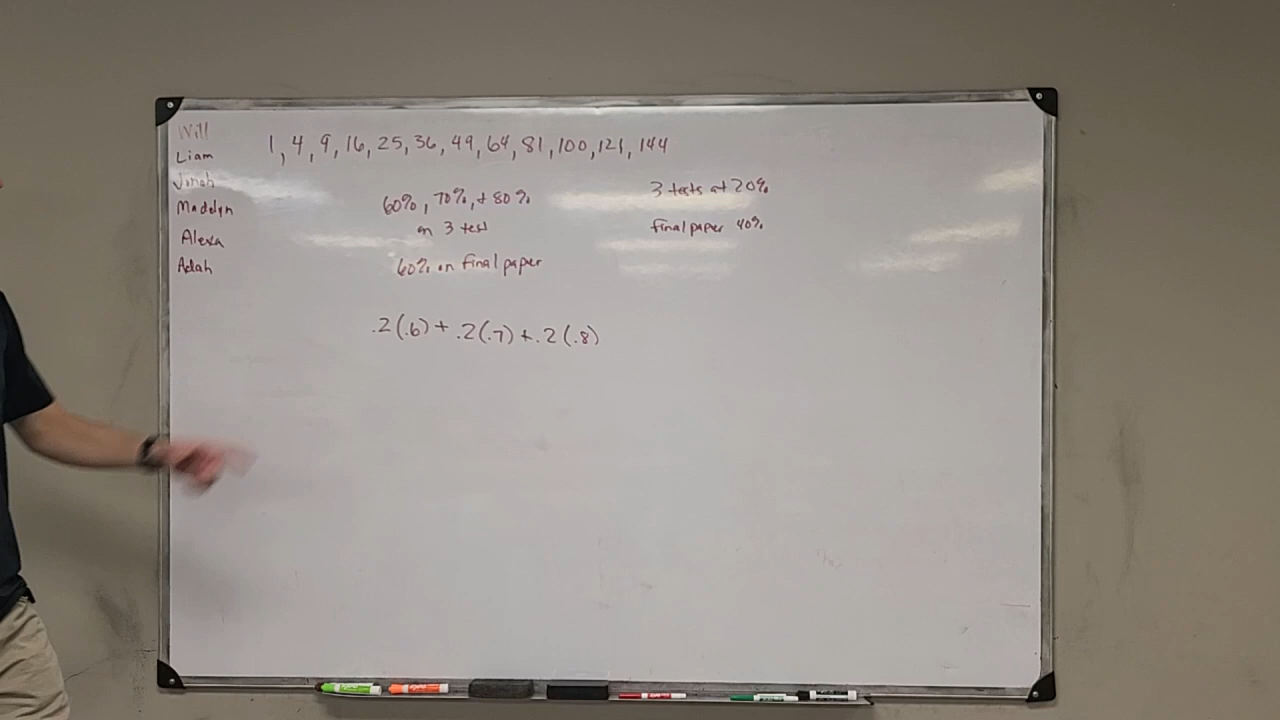 Will
Liam
Jonah
Madelyn
Alexa
Adah
1, 4, 9, 16, 25, 36, 49, 64, 81, 100, 121, 144
60%, 70%, + 80%
on 3 test
60% on final paper
3 tests at 20%
final paper 40%
.2(.6) + .2(.7) + .2(.8)